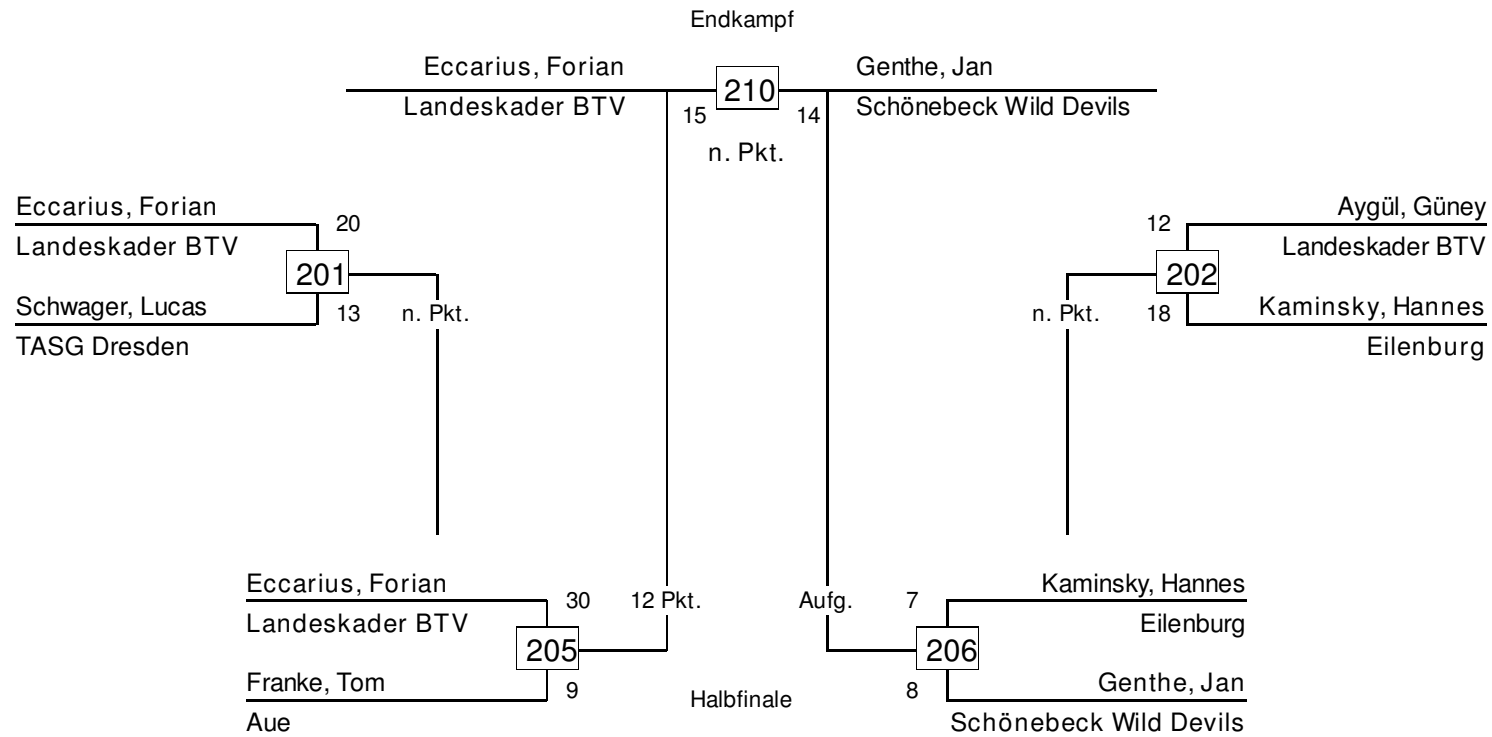 Endkampf
Eccarius, Forian
Landeskader BTV
15
210
14
n. Pkt.
Genthe, Jan
Schönebeck Wild Devils
Eccarius, Forian
Landeskader BTV
20
201
Schwager, Lucas
TASG Dresden
13
n. Pkt.
Aygül, Güney
Landeskader BTV
12
202
n. Pkt.
18
Kaminsky, Hannes
Eilenburg
Eccarius, Forian
Landeskader BTV
30
12 Pkt.
205
Franke, Tom
Aue
9
Halbfinale
Aufg.
7
Kaminsky, Hannes
Eilenburg
206
8
Genthe, Jan
Schönebeck Wild Devils